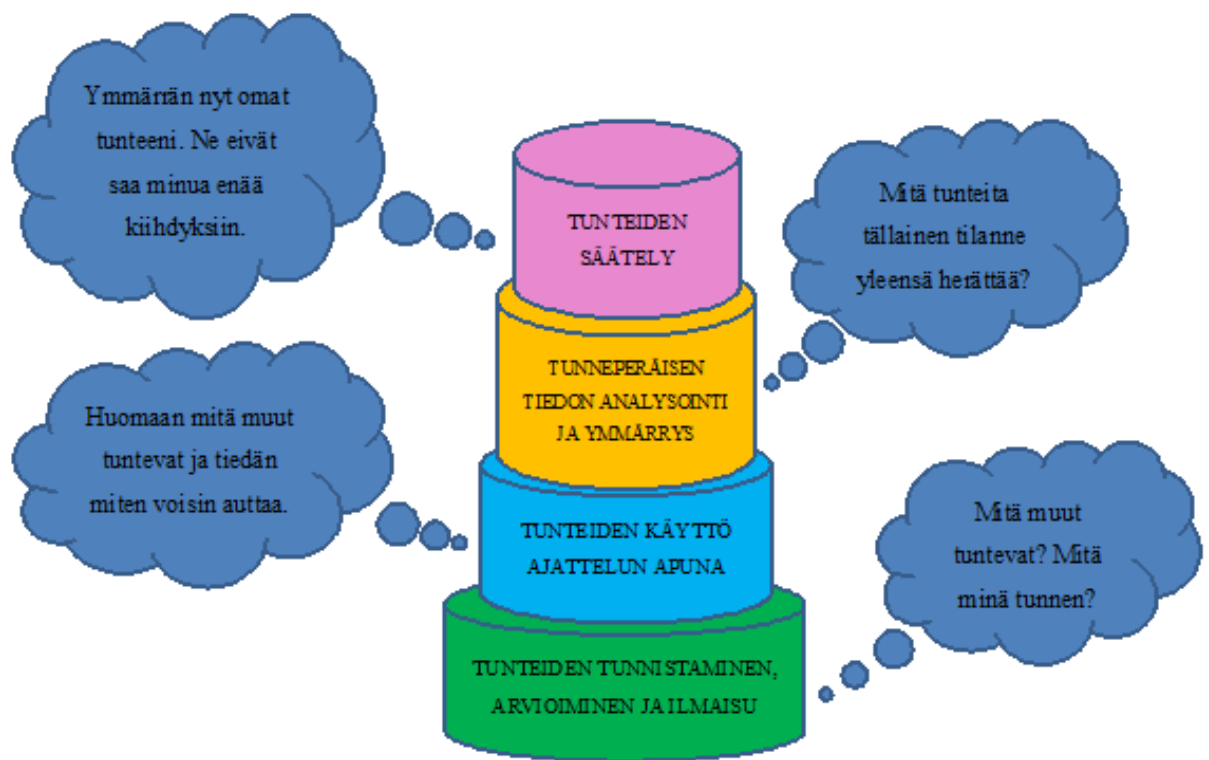 Ymmärrän nyt omat
tunteeni. Ne eivät
saa minua enää
kiihdyksiin.
TUNTEIDEN
SÄÄTELY
Mitä tunteita
tällainen tilanne
yleensä herättää?
TUNNEPERÄISEN
TIEDON ANALYSOINTI
JA YMMÄRRYS
Huomaan mitä muut
tuntevat ja tiedän
miten voisin auttaa.
TUNTEIDEN KÄYTTÖ
AJATTELUN APUNA
Mitä muut
tuntevat? Mitä
minä tunnen?
TUNTEIDEN TUNNISTAMINEN,
ARVIOIMINEN JA ILMAISU